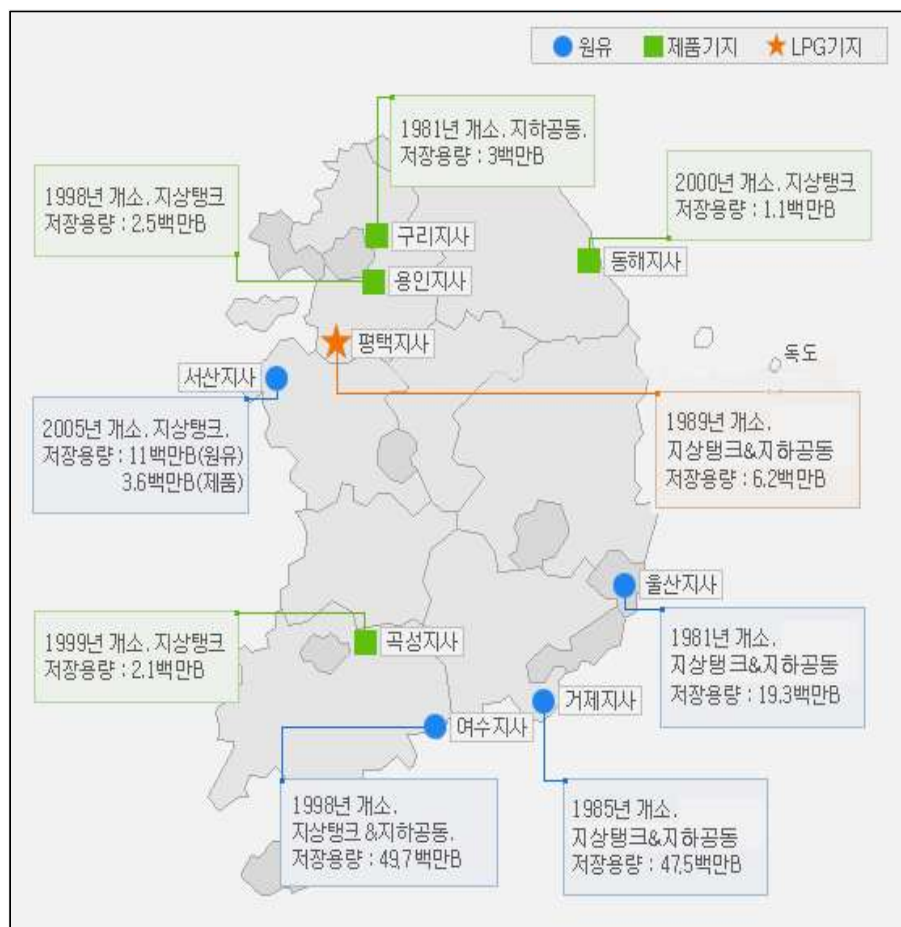 원유 제품기지 LPG기지
1981년 개소. 지하공동.
저장용량 : 3백만B
2000년 개소. 지상탱크
저장용량 : 1.1백만B
1998년 개소. 지상탱크
저장용량 : 2.5백만B
구리지사
동해지사
용인지사
평택지사
독도
서산지사
2005년 개소. 지상탱크.
저장용량 : 11백만B(원유)
3.6백만B(제품)
1989년 개소.
지상탱크&지하공동
저장용량 : 6.2백만B
울산지사
1999년 개소. 지상탱크
저장용량 : 2.1백만B
곡성지사
1981년 개소.
지상탱크&지하공동
저장용량 : 19.3백만B
거제지사
여수지사
1998년 개소.
지상탱크 &지하공동.
저장용량 : 49.7백만B
1985년 개소.
지상탱크&지하공동
저장용량 : 47.5백만B